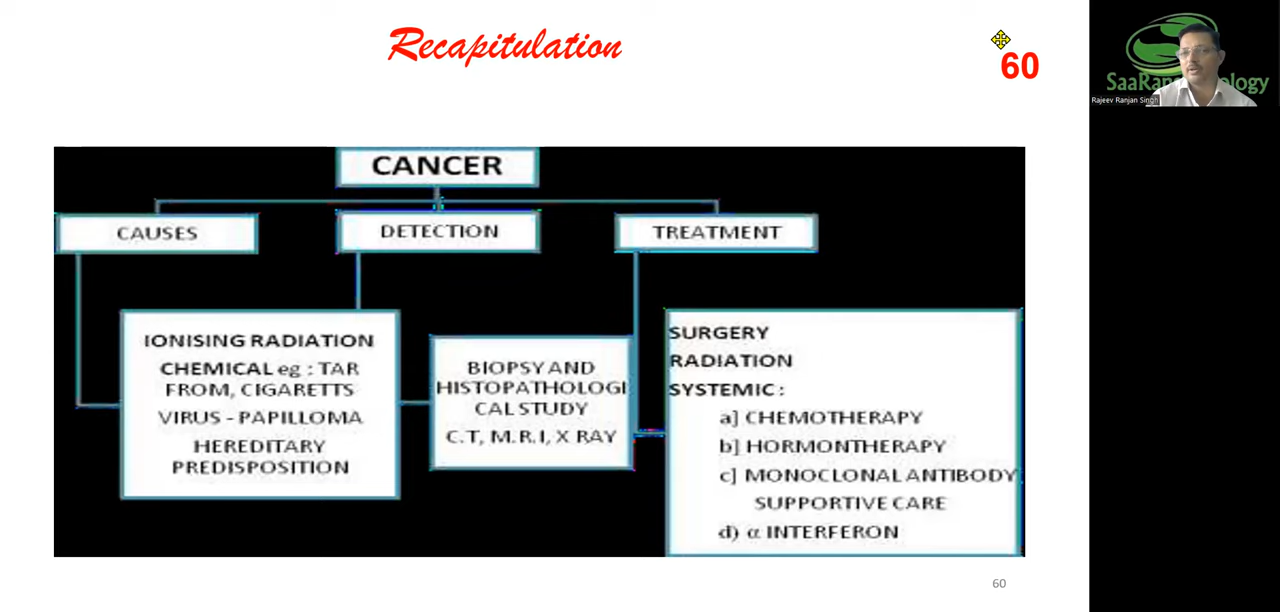 Recapitulation
60
SaaRan ology
Rajeev Ranjan Singh
CANCER
CAUSES
DETECTION
TREATMENT
IONISING RADIATION
CHEMICAL eg : TAR
FROM, CIGARETTS
VIRUS - PAPILLOMA
HEREDITARY
PREDISPOSITION
BIOPSY AND
HISTOPATHOLOGI
CAL STUDY
C.T, M.R.I, X RAY
SURGERY
RADIATION
SYSTEMIC :
a] CHEMOTHERAPY
b] HORMONTHERAPY
c] MONOCLONAL ANTIBODY
SUPPORTIVE CARE
d) α INTERFERON
60